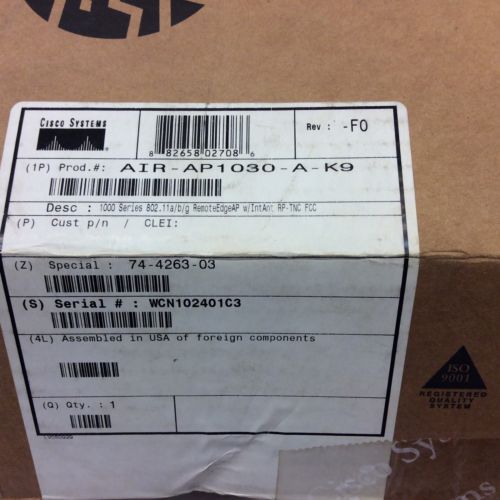 CISCO SYSTEMS
8 82658 02708 6
Rev : -F0
(1P) Prod.#: AIR-AP1030-A-K9
Desc : 1000 Series 802.11a/b/g RemoteEdgeAP w/IntAnt RP-TNC FCC
(P) Cust p/n / CLEI:
(Z) Special : 74-4263-03
(S) Serial # : WCN102401C3
(4L) Assembled in USA of foreign components
(Q) Qty. : 1
ISO
9001
REGISTERED
QUALITY
SYSTEM
Cisco Sys